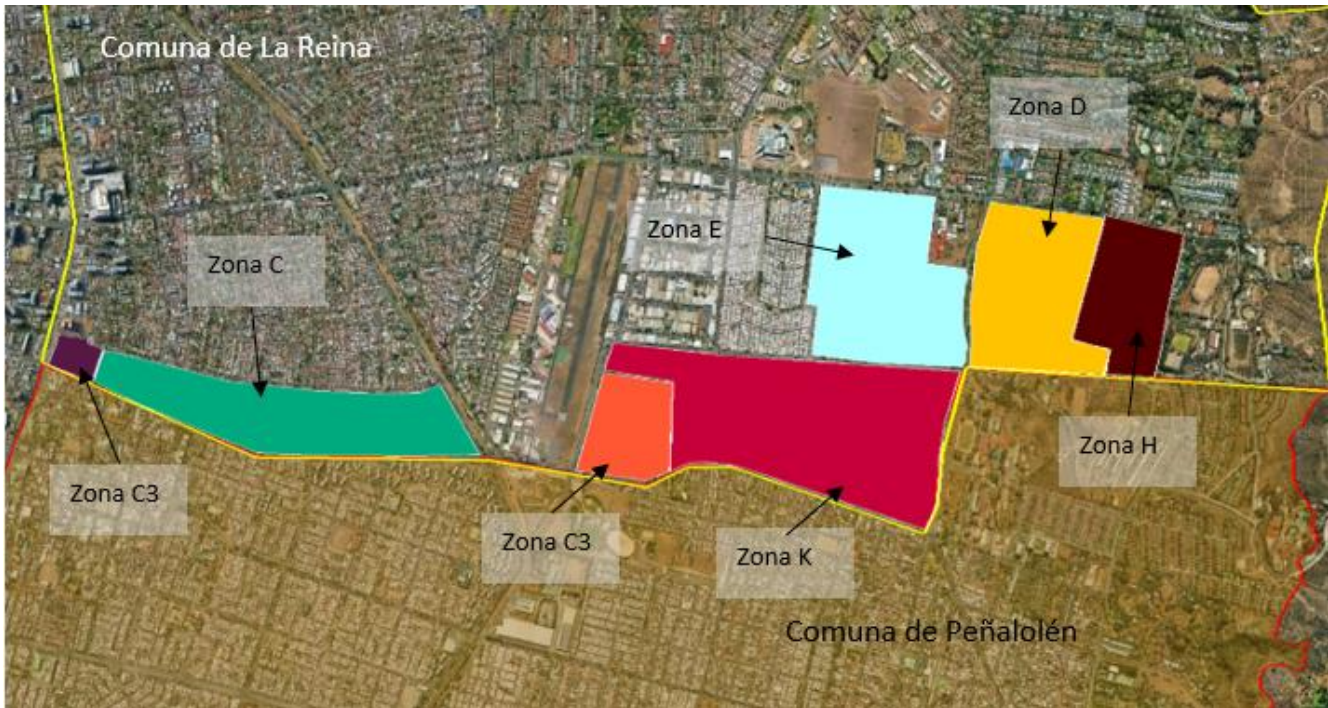 Comuna de La Reina
Zona D
Zona E
Zona C
Zona H
Zona C3
Zona C3
Zona K
Comuna de Peñalolén